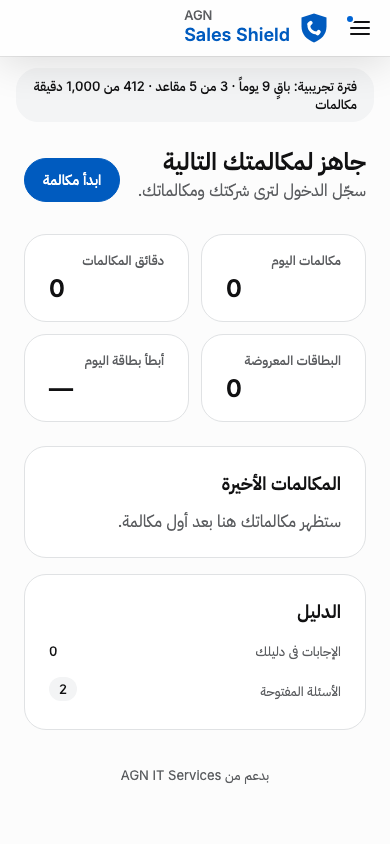 AGN
Sales Shield
فترة تجريبية: باقٍ 9 يوماً · 3 من 5 مقاعد · 412 من 1,000 دقيقة
مكالمات
جاهز لمكالمتك التالية
سجّل الدخول لترى شركتك ومكالماتك.
ابدأ مكالمة
مكالمات اليوم
0
دقائق المكالمات
0
البطاقات المعروضة
0
أبطأ بطاقة اليوم
—
المكالمات الأخيرة
ستظهر مكالماتك هنا بعد أول مكالمة.
الدليل
الإجابات في دليلك
0
الأسئلة المفتوحة
2
بدعم من AGN IT Services